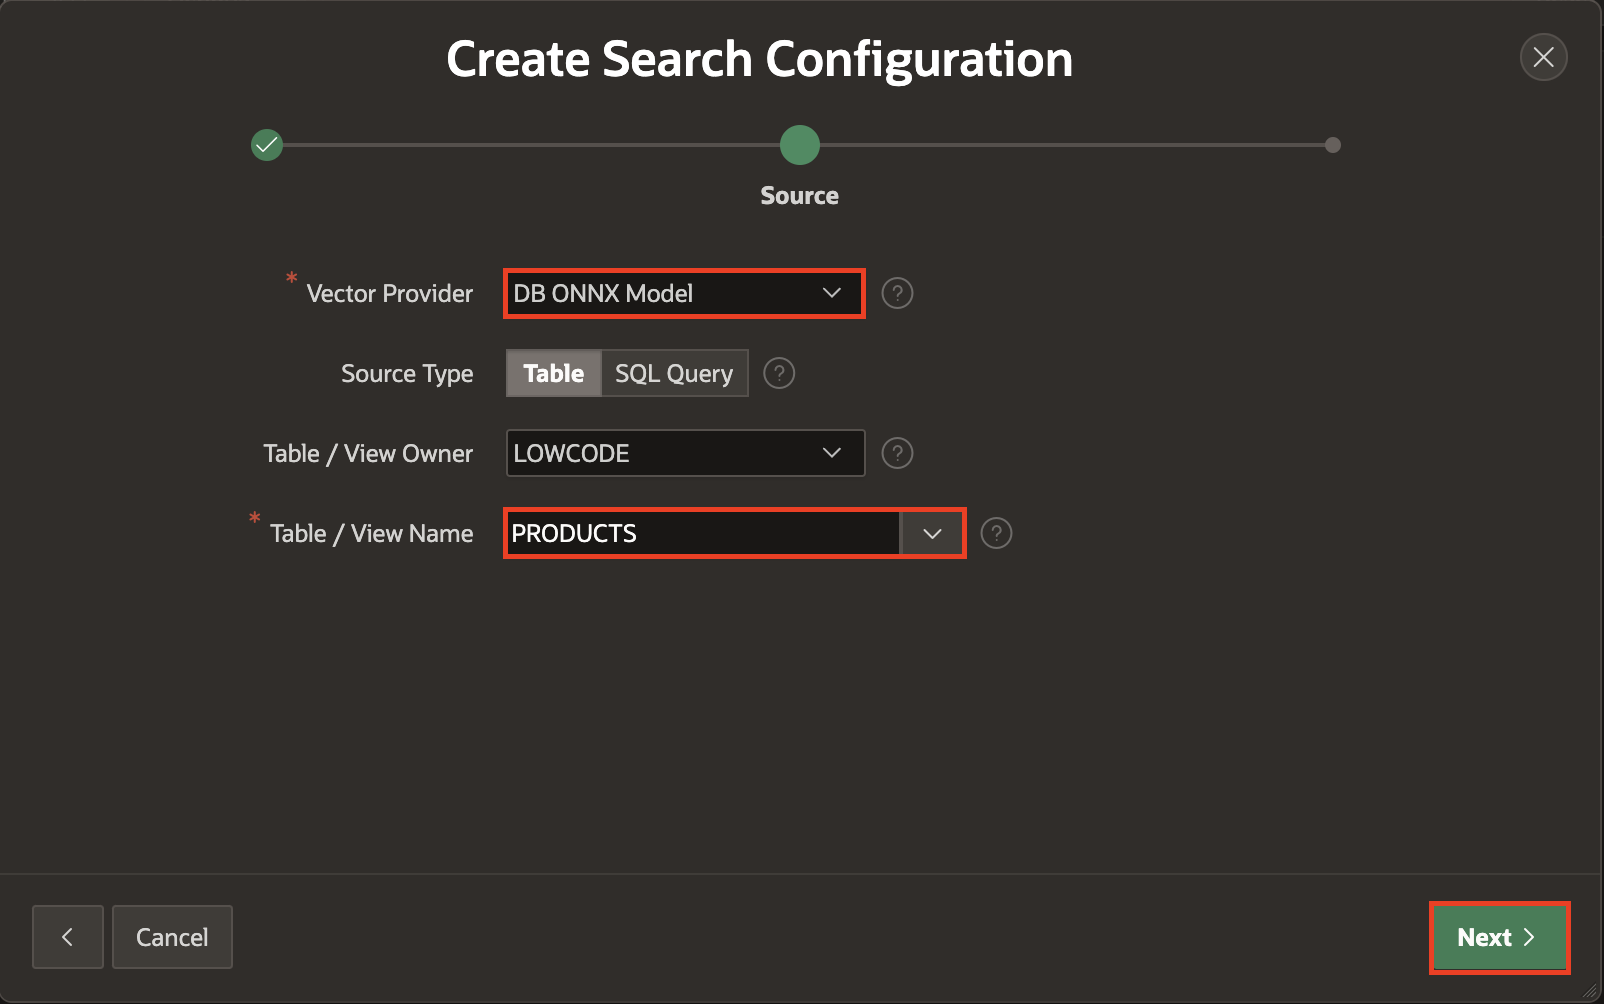 Create Search Configuration
Source
* Vector Provider DB ONNX Model ?
Source Type Table SQL Query ?
Table / View Owner LOWCODE ?
* Table / View Name PRODUCTS ?
Cancel Next